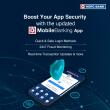 HDFC BANK
Boost Your App Security
with the updated
MobileBanking App
Quick & Safe Login Methods
24x7 Fraud Monitoring
Real-time Transaction Updates & more